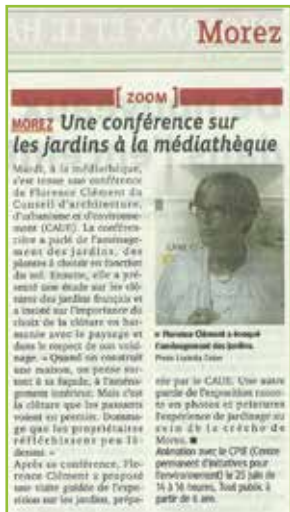 Morez
[ ZOOM ]
MOREZ Une conférence sur
les jardins à la médiathèque
Mardi, à la médiathèque,
s'est tenue une conférence
de Florence Clément du
Conseil d'architecture,
d'urbanisme et d'environne-
ment (CAUE). La conféren-
cière a parlé de l'aménage-
ment des jardins, des
plantes à choisir en fonction
du sol. Ensuite, elle a pré-
senté une étude sur les clô-
tures des jardins français et
a insisté sur l'importance du
choix de la clôture en har-
monie avec le paysage et
dans le respect de son voisi-
nage. « Quand on construit
une maison, on pense sur-
tout à sa façade, à l'aména-
gement intérieur. Mais c'est
la clôture que les passants
voient en premier. Domma-
ge que les propriétaires
réfléchissent peu là-
dessus. »
Après sa conférence, Flo-
rence Clément a proposé
une visite guidée de l'expo-
sition sur les jardins, prépa-
Florence Clément a évoqué
l'aménagement des jardins.
Photo
rée par le CAUE. Une autre
partie de l'exposition racon-
te en photos et peintures
l'expérience de jardinage au
sein de la crèche de
Morez. ■
Animation avec le CPIE (Centre
permanent d'initiatives pour
l'environnement) le 25 juin de
14 à 16 heures. Tout public à
partir de 6 ans.